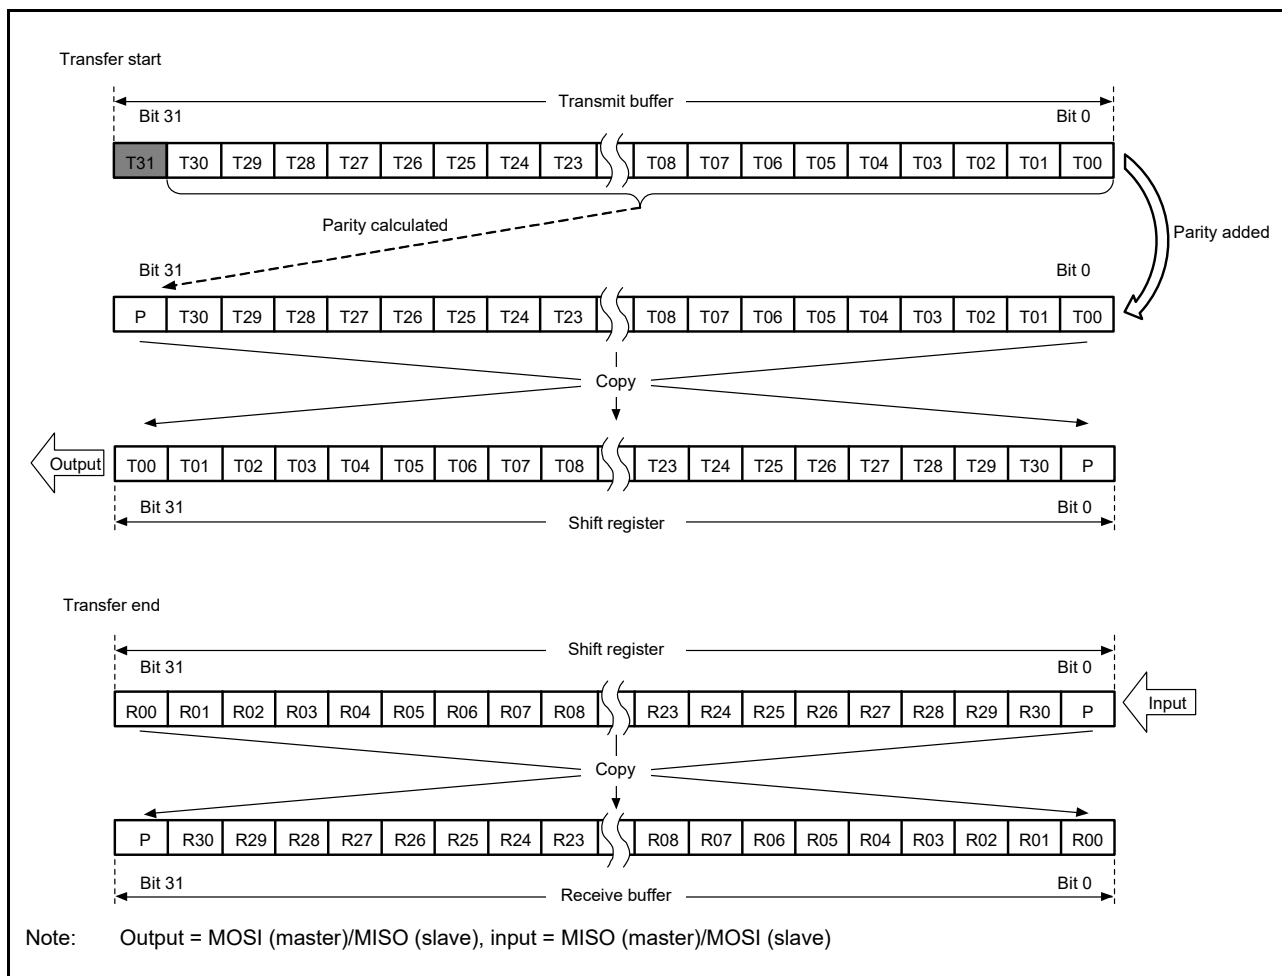 Transfer start
Transmit buffer
Bit 31 Bit 0
T31 T30 T29 T28 T27 T26 T25 T24 T23 T08 T07 T06 T05 T04 T03 T02 T01 T00
Parity calculated
Parity added
Bit 31 Bit 0
P T30 T29 T28 T27 T26 T25 T24 T23 T08 T07 T06 T05 T04 T03 T02 T01 T00
Copy
Output T00 T01 T02 T03 T04 T05 T06 T07 T08 T23 T24 T25 T26 T27 T28 T29 T30 P
Bit 31 Bit 0
Shift register
Transfer end
Shift register
Bit 31 Bit 0
R00 R01 R02 R03 R04 R05 R06 R07 R08 R23 R24 R25 R26 R27 R28 R29 R30 P Input
Copy
P R30 R29 R28 R27 R26 R25 R24 R23 R08 R07 R06 R05 R04 R03 R02 R01 R00
Bit 31 Bit 0
Receive buffer
Note: Output = MOSI (master)/MISO (slave), input = MISO (master)/MOSI (slave)